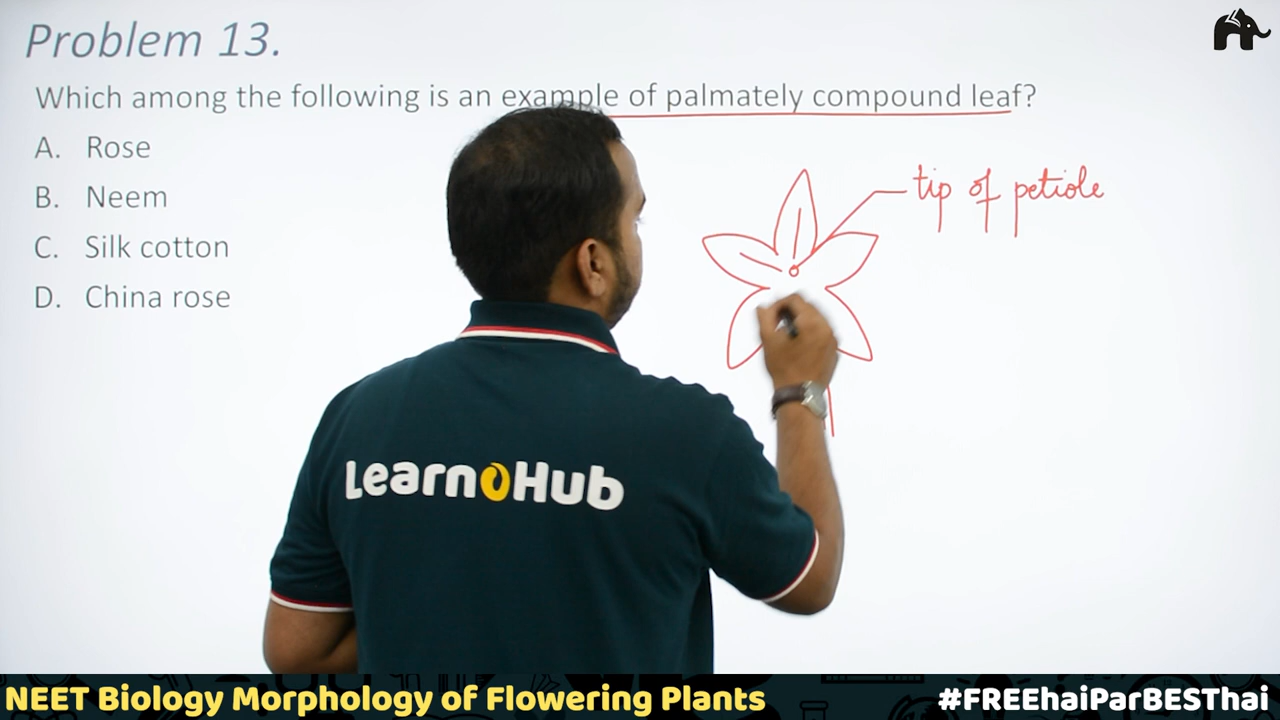 Problem 13.
Which among the following is an example of palmately compound leaf?
A. Rose
B. Neem
C. Silk cotton
D. China rose
tip of petiole
LearnoHub
NEET Biology Morphology of Flowering Plants
#FREEhaiParBESThai